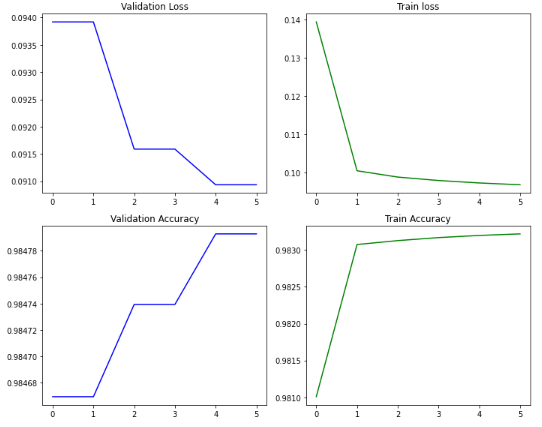 Validation Loss
0.0940
0.0935
0.0930
0.0925
0.0920
0.0915
0.0910
0 1 2 3 4 5
Train loss
0.14
0.13
0.12
0.11
0.10
0 1 2 3 4 5
Validation Accuracy
0.98478
0.98476
0.98474
0.98472
0.98470
0.98468
0 1 2 3 4 5
Train Accuracy
0.9830
0.9825
0.9820
0.9815
0.9810
0 1 2 3 4 5